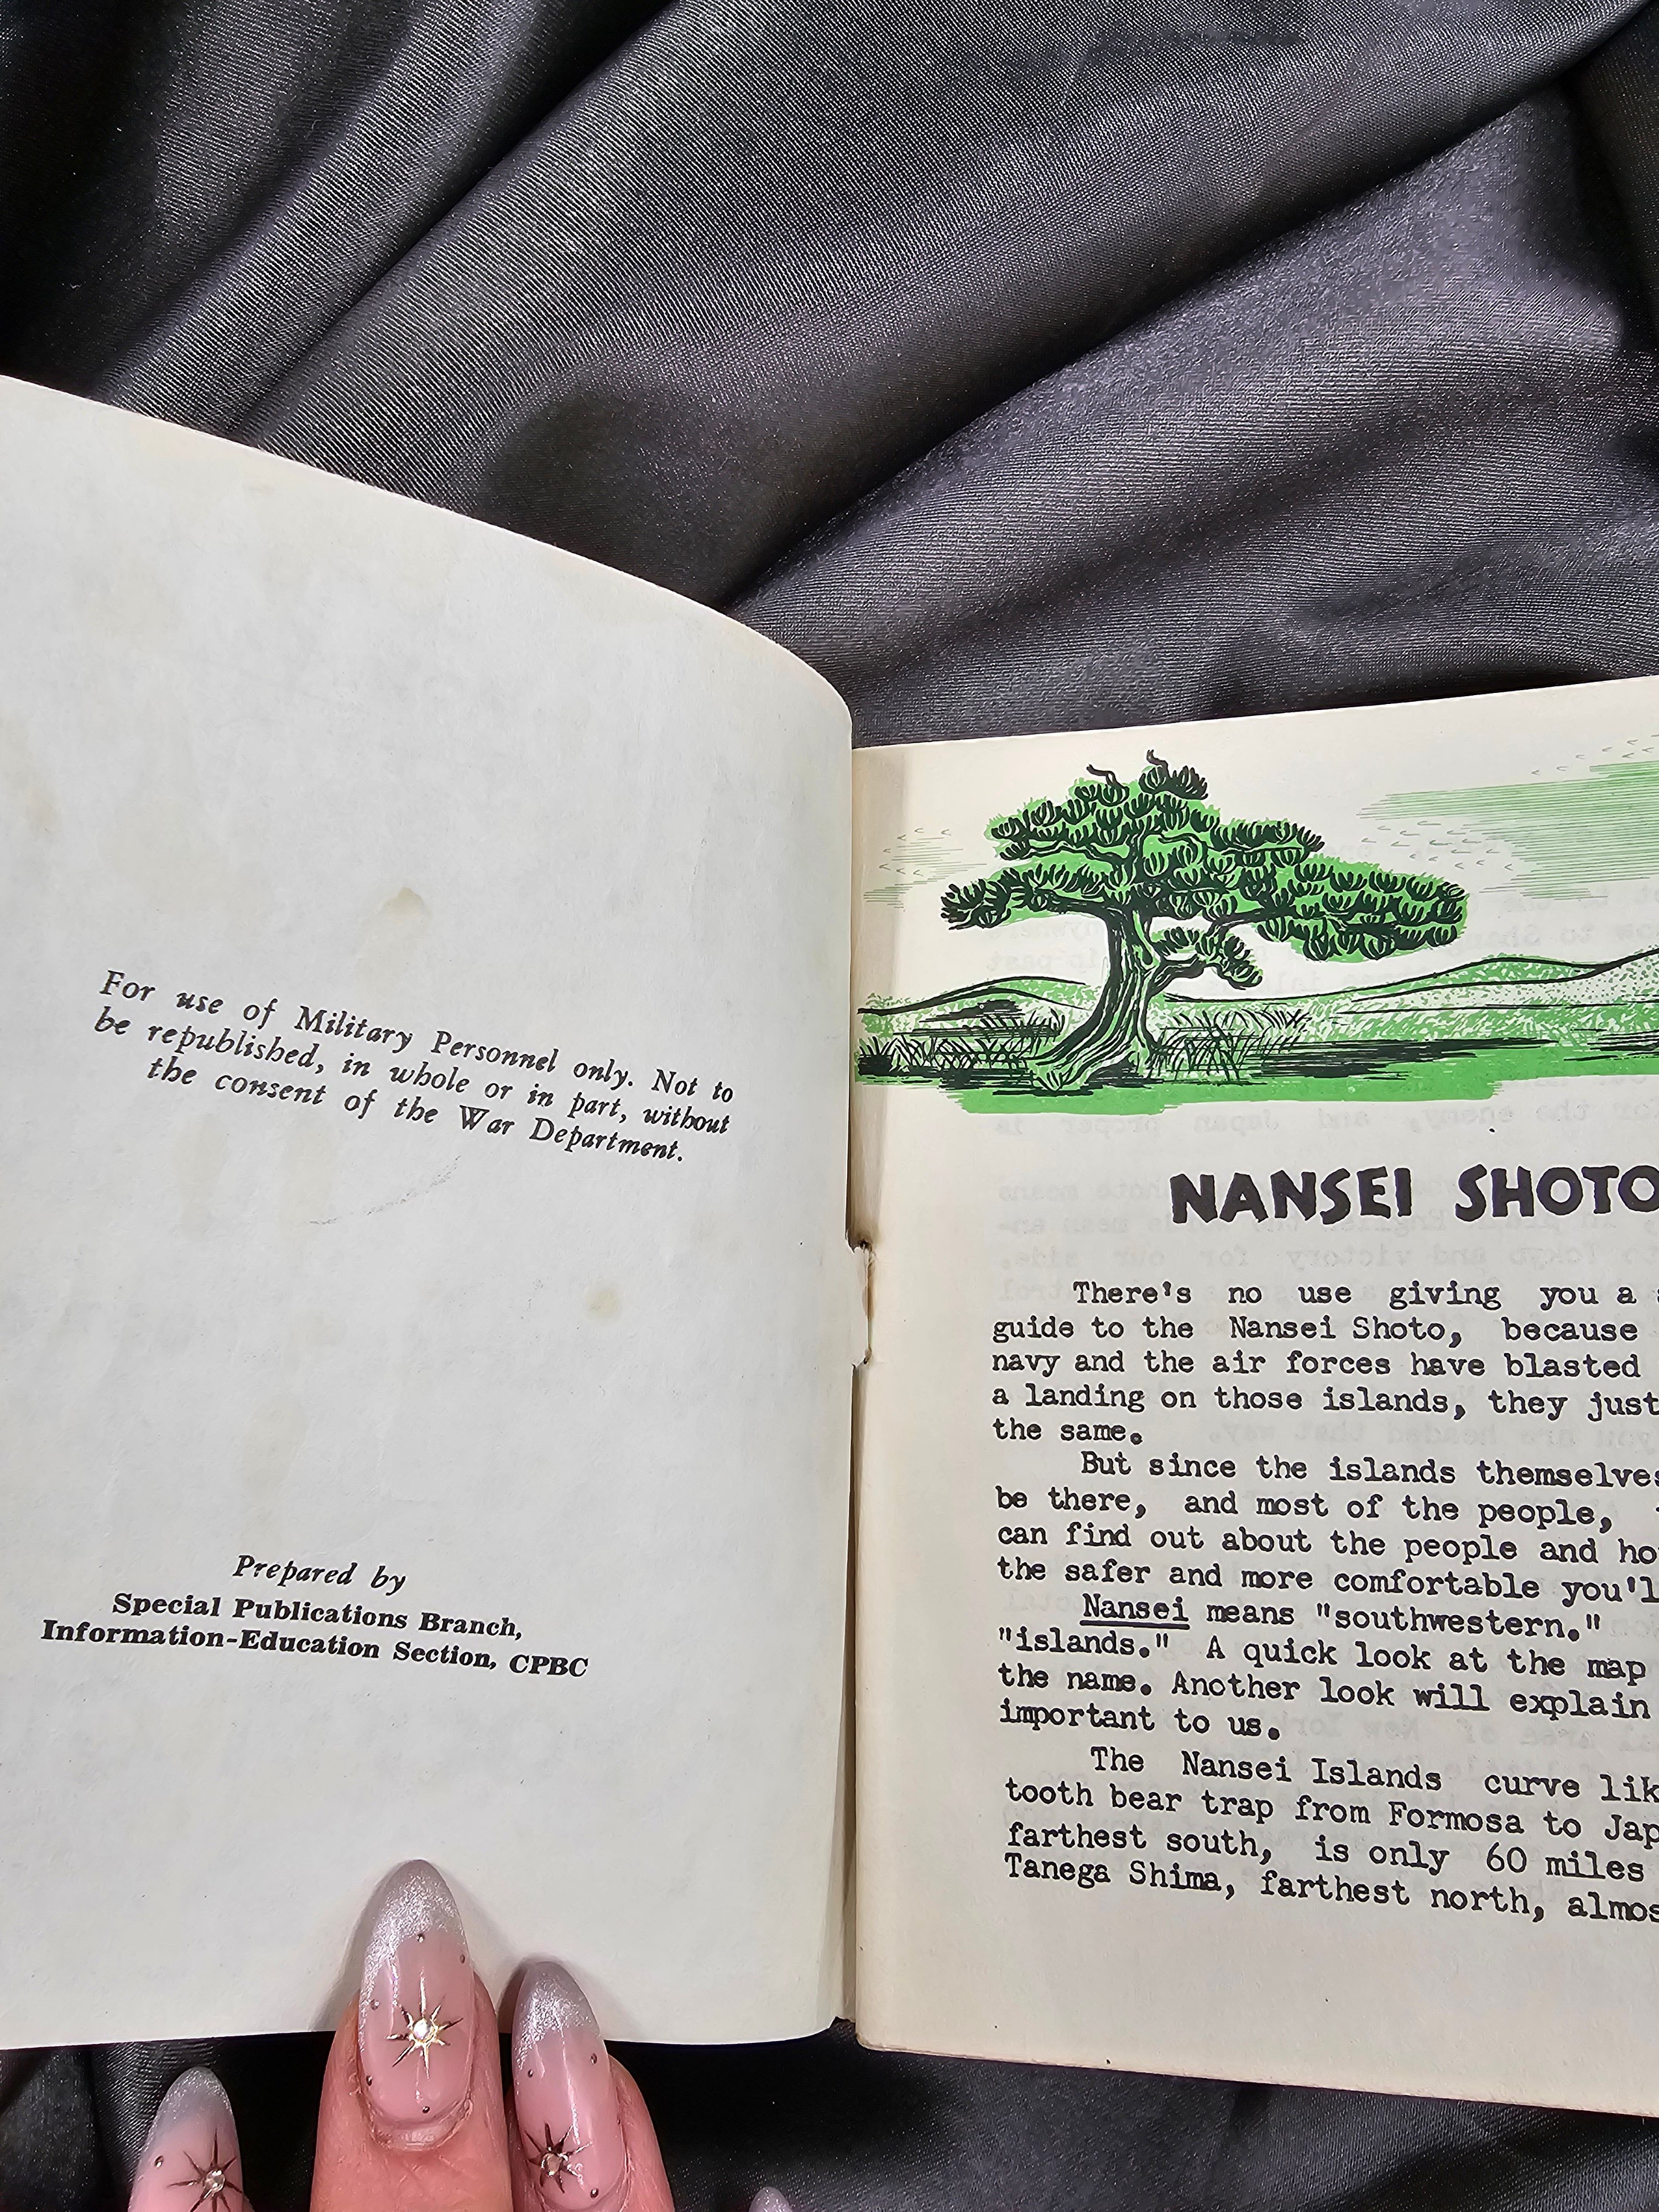 For use of Military Personnel only. Not to
be republished, in whole or in part, without
the consent of the War Department.
Prepared by
Special Publications Branch,
Information-Education Section, CPBC
NANSEI SHOTO
There's no use giving you a
guide to the Nansei Shoto, because
navy and the air forces have blasted
a landing on those islands, they just
the same.
But since the islands themselves
be there, and most of the people,
can find out about the people and
the safer and more comfortable
Nansei means "southwestern."
"islands." A quick look at the map
the name. Another look will explain
important to us.
The Nansei Islands curve
tooth bear trap from Formosa to
farthest south, is only 60 miles
Tanega Shima, farthest north,